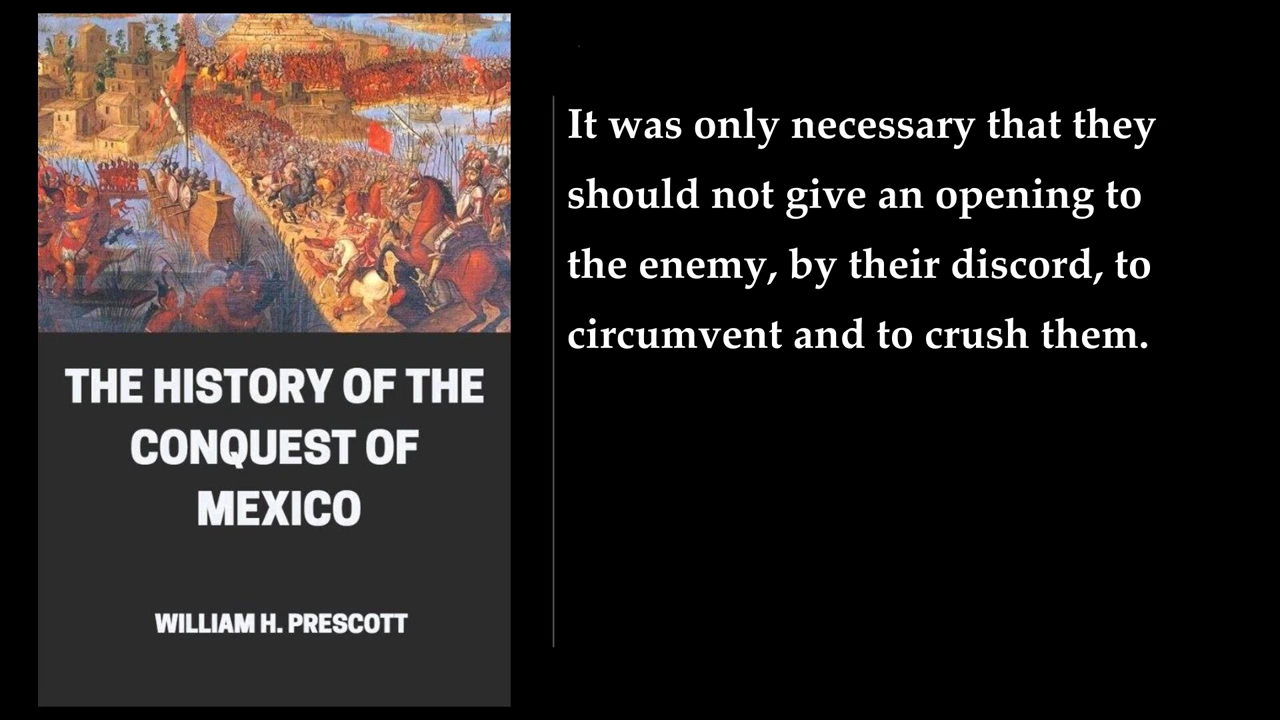 THE HISTORY OF THE
CONQUEST OF
MEXICO
WILLIAM H. PRESCOTT
It was only necessary that they
should not give an opening to
the enemy, by their discord, to
circumvent and to crush them.